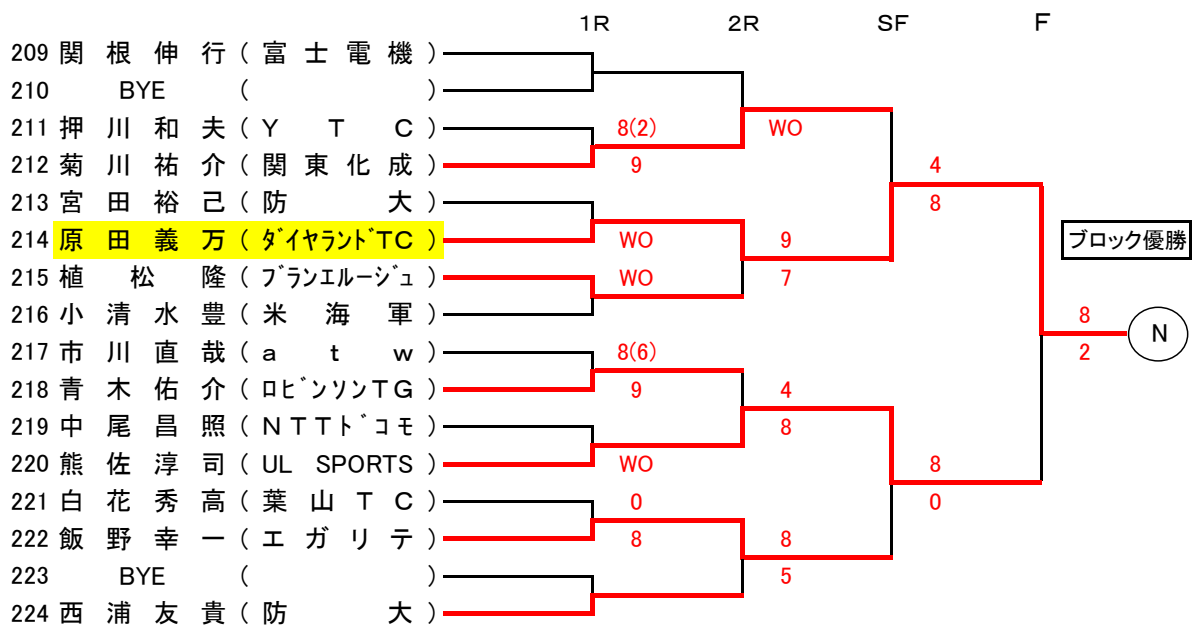 1R 2R SF F
209 関根伸行(富士電機)
210 BYE ( )
211 押川和夫(YTC) 8(2) WO
212 菊川祐介(関東化成) 9 4
213 宮田裕己(防大) 8
214 原田義万(ダイヤランドTC) WO 9 ブロック優勝
215 植松隆(ブランエルージュ) WO 7
216 小清水豊(米海軍) 8
N
217 市川直哉(atw) 8(6) 2
218 青木佑介(ロビンソンTG) 9 4
219 中尾昌照(NTTドコモ) 8
220 熊佐淳司(UL SPORTS) WO 8
221 白花秀高(葉山TC) 0 0
222 飯野幸一(エガリテ) 8 8
223 BYE ( ) 5
224 西浦友貴(防大)